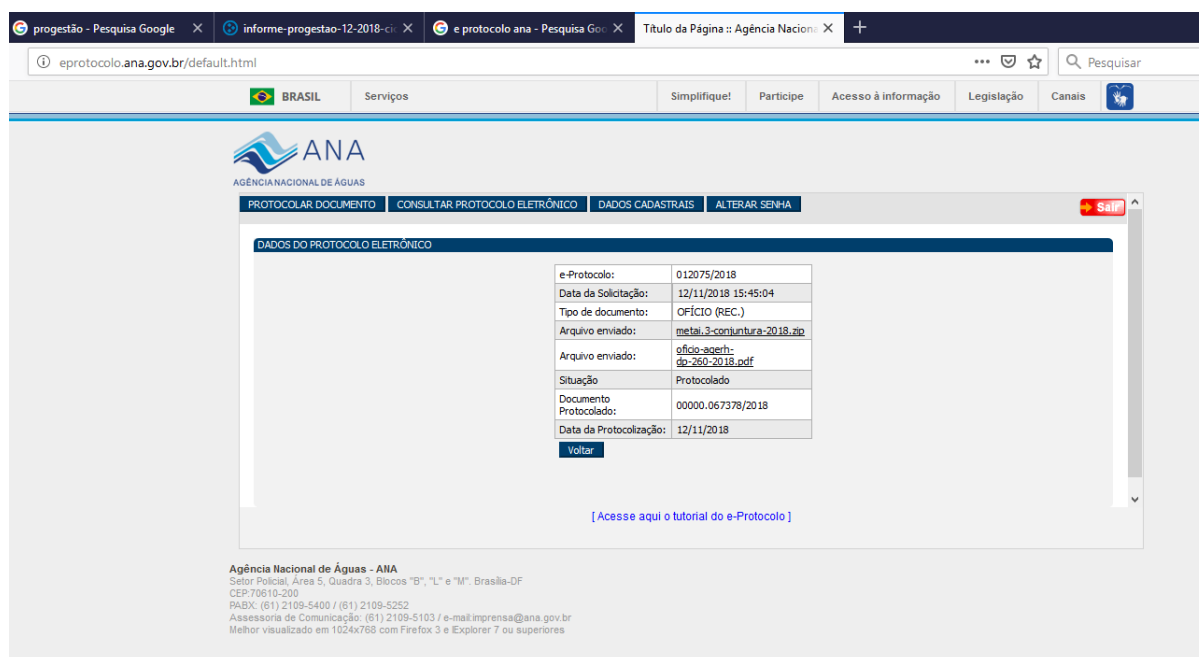 progestão - Pesquisa Google
informe-progestao-12-2018-ci
e protocolo ana - Pesquisa Goo
Título da Página :: Agência Naciona
eprotocolo.ana.gov.br/default.html
Pesquisar
BRASIL
Serviços
Simplifique!
Participe
Acesso à informação
Legislação
Canais
ANA
AGÊNCIA NACIONAL DE ÁGUAS
PROTOCOLAR DOCUMENTO
CONSULTAR PROTOCOLO ELETRÔNICO
DADOS CADASTRAIS
ALTERAR SENHA
Sair
DADOS DO PROTOCOLO ELETRÔNICO
e-Protocolo: 012075/2018
Data da Solicitação: 12/11/2018 15:45:04
Tipo de documento: OFÍCIO (REC.)
Arquivo enviado: metai.3-conjuntura-2018.zip
Arquivo enviado: oficio-agerh-
dp-260-2018.pdf
Situação Protocolado
Documento
Protocolado: 00000.067378/2018
Data da Protocolização: 12/11/2018
Voltar
[ Acesse aqui o tutorial do e-Protocolo ]
Agência Nacional de Águas - ANA
Setor Policial, Área 5, Quadra 3, Blocos "B", "L" e "M". Brasília-DF
CEP:70610-200
PABX: (61) 2109-5400 / (61) 2109-5252
Assessoria de Comunicação: (61) 2109-5103 / e-mail:imprensa@ana.gov.br
Melhor visualizado em 1024x768 com Firefox 3 e IExplorer 7 ou superiores